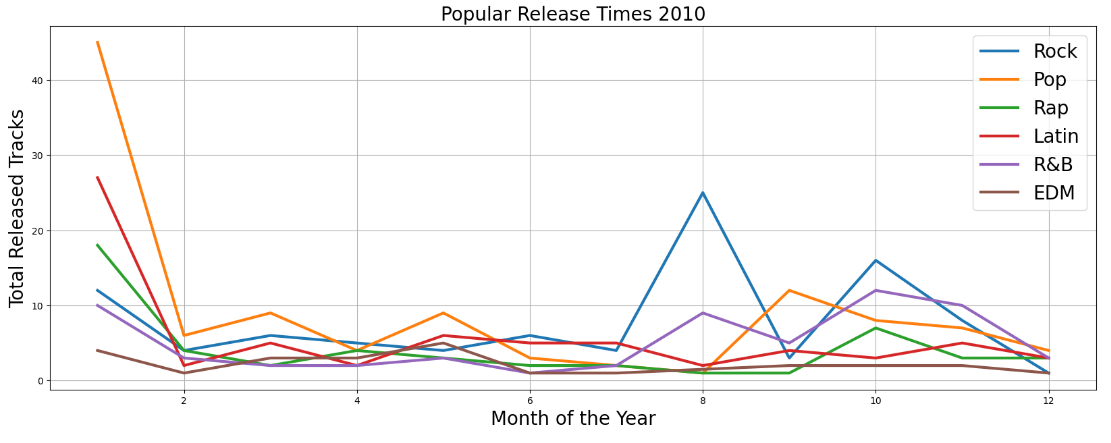 Popular Release Times 2010
Total Released Tracks
40
30
20
10
0
2
4
6
8
10
12
Month of the Year
Rock
Pop
Rap
Latin
R&B
EDM